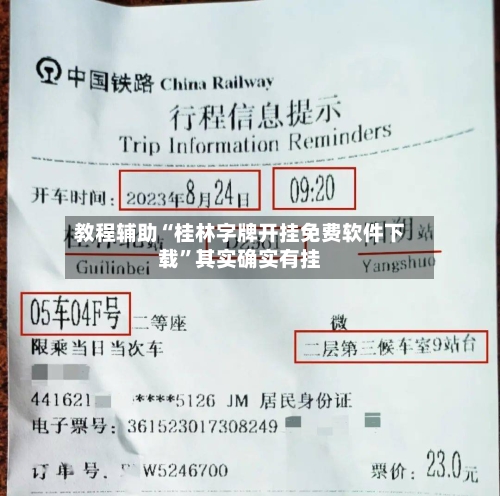 中国铁路 China Railway
行程信息提示
Trip Information Reminders
开车时间: 2023年8月24日 09:20
教程辅助“桂林字牌开挂免费软件下
载”其实确实有挂
站
Guilinbei Yangshuo
05车04F号 二等座 微
限乘当日当次车 二层第三候车室9站台
441621 ****5126 JM 居民身份证
电子票号: 361523017308249
订单号. W5246700 票价: 23.0元